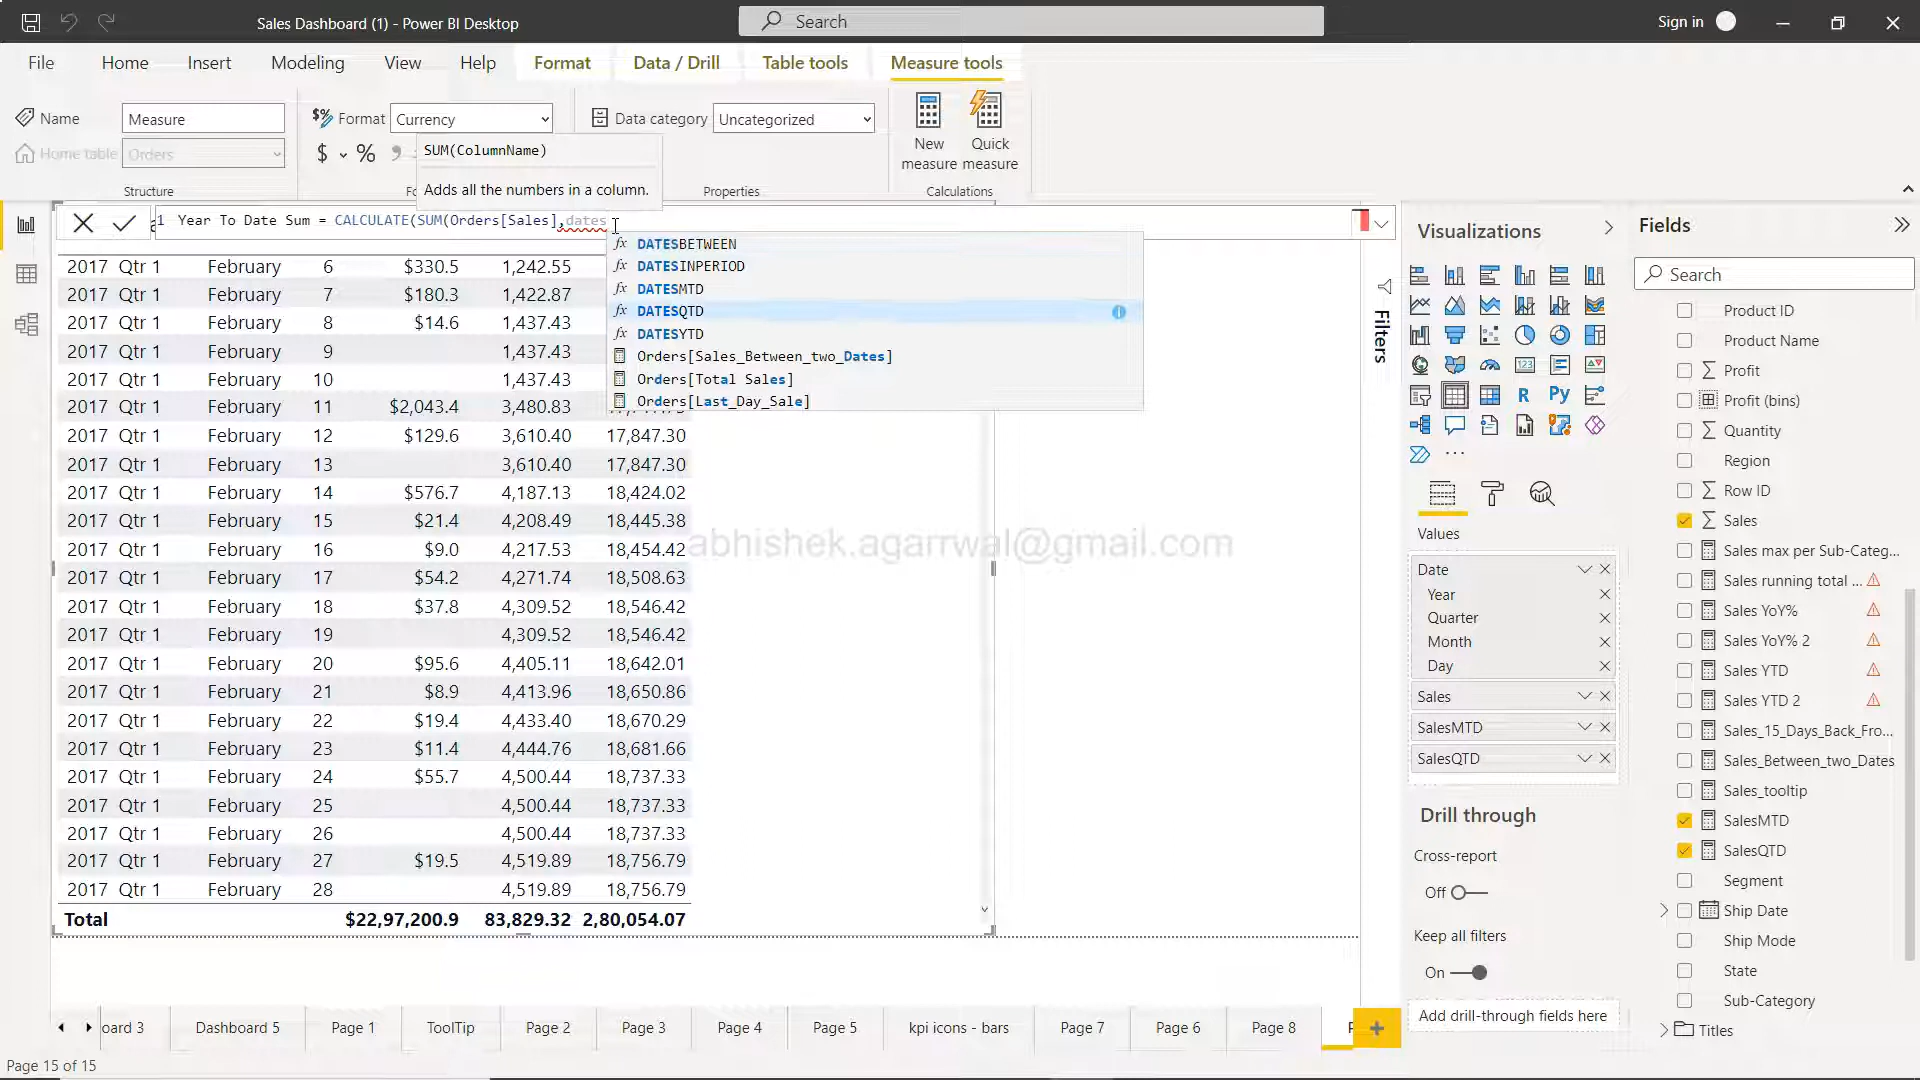 Sales Dashboard (1) - Power BI Desktop
Search
Sign in
File Home Insert Modeling View Help Format Data / Drill Table tools Measure tools
Name Measure
Home table Orders
Structure
Format Currency
$ %
SUM(ColumnName)
Adds all the numbers in a column.
Data category Uncategorized
Properties
New measure
Quick measure
Calculations
1 Year To Date Sum = CALCULATE(SUM(Orders[Sales],dates
DATESBETWEEN
DATESINPERIOD
DATESMTD
DATESQTD
DATESYTD
Orders[Sales_Between_two_Dates]
Orders[Total Sales]
Orders[Last_Day_Sale]
2017 Qtr 1 February 6 $330.5 1,242.55
2017 Qtr 1 February 7 $180.3 1,422.87
2017 Qtr 1 February 8 $14.6 1,437.43
2017 Qtr 1 February 9 1,437.43
2017 Qtr 1 February 10 1,437.43
2017 Qtr 1 February 11 $2,043.4 3,480.83
2017 Qtr 1 February 12 $129.6 3,610.40 17,847.30
2017 Qtr 1 February 13 3,610.40 17,847.30
2017 Qtr 1 February 14 $576.7 4,187.13 18,424.02
2017 Qtr 1 February 15 $21.4 4,208.49 18,445.38
2017 Qtr 1 February 16 $9.0 4,217.53 18,454.42
2017 Qtr 1 February 17 $54.2 4,271.74 18,508.63
2017 Qtr 1 February 18 $37.8 4,309.52 18,546.42
2017 Qtr 1 February 19 4,309.52 18,546.42
2017 Qtr 1 February 20 $95.6 4,405.11 18,642.01
2017 Qtr 1 February 21 $8.9 4,413.96 18,650.86
2017 Qtr 1 February 22 $19.4 4,433.40 18,670.29
2017 Qtr 1 February 23 $11.4 4,444.76 18,681.66
2017 Qtr 1 February 24 $55.7 4,500.44 18,737.33
2017 Qtr 1 February 25 4,500.44 18,737.33
2017 Qtr 1 February 26 4,500.44 18,737.33
2017 Qtr 1 February 27 $19.5 4,519.89 18,756.79
2017 Qtr 1 February 28 4,519.89 18,756.79
Total $22,97,200.9 83,829.32 2,80,054.07
abhishek.agarrwal@gmail.com
Filters
Visualizations
R Py
Values
Date
Year
Quarter
Month
Day
Sales
SalesMTD
SalesQTD
Drill through
Cross-report
Off
Keep all filters
On
Add drill-through fields here
Fields
Search
Product ID
Product Name
Profit
Profit (bins)
Quantity
Region
Row ID
Sales
Sales max per Sub-Categ...
Sales running total ...
Sales YoY%
Sales YoY% 2
Sales YTD
Sales YTD 2
Sales_15_Days_Back_Fro...
Sales_Between_two_Dates
Sales_tooltip
SalesMTD
SalesQTD
Segment
Ship Date
Ship Mode
State
Sub-Category
Titles
oard 3 Dashboard 5 Page 1 ToolTip Page 2 Page 3 Page 4 Page 5 kpi icons - bars Page 7 Page 6 Page 8
Page 15 of 15